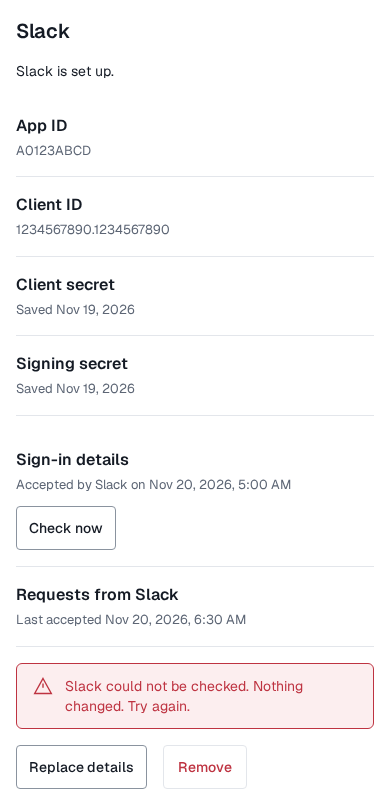 Slack
Slack is set up.
App ID
A0123ABCD
Client ID
1234567890.1234567890
Client secret
Saved Nov 19, 2026
Signing secret
Saved Nov 19, 2026
Sign-in details
Accepted by Slack on Nov 20, 2026, 5:00 AM
Check now
Requests from Slack
Last accepted Nov 20, 2026, 6:30 AM
Slack could not be checked. Nothing
changed. Try again.
Replace details
Remove